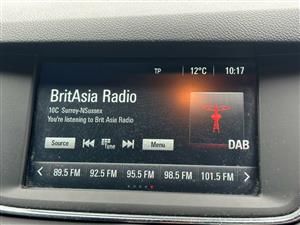 TP 12°C 10:17
BritAsia Radio
10C Surrey-NSussex
You're listening to Brit Asia Radio
Source Tune Menu
DAB
89.5 FM 92.5 FM 95.5 FM 98.5 FM 101.5 FM